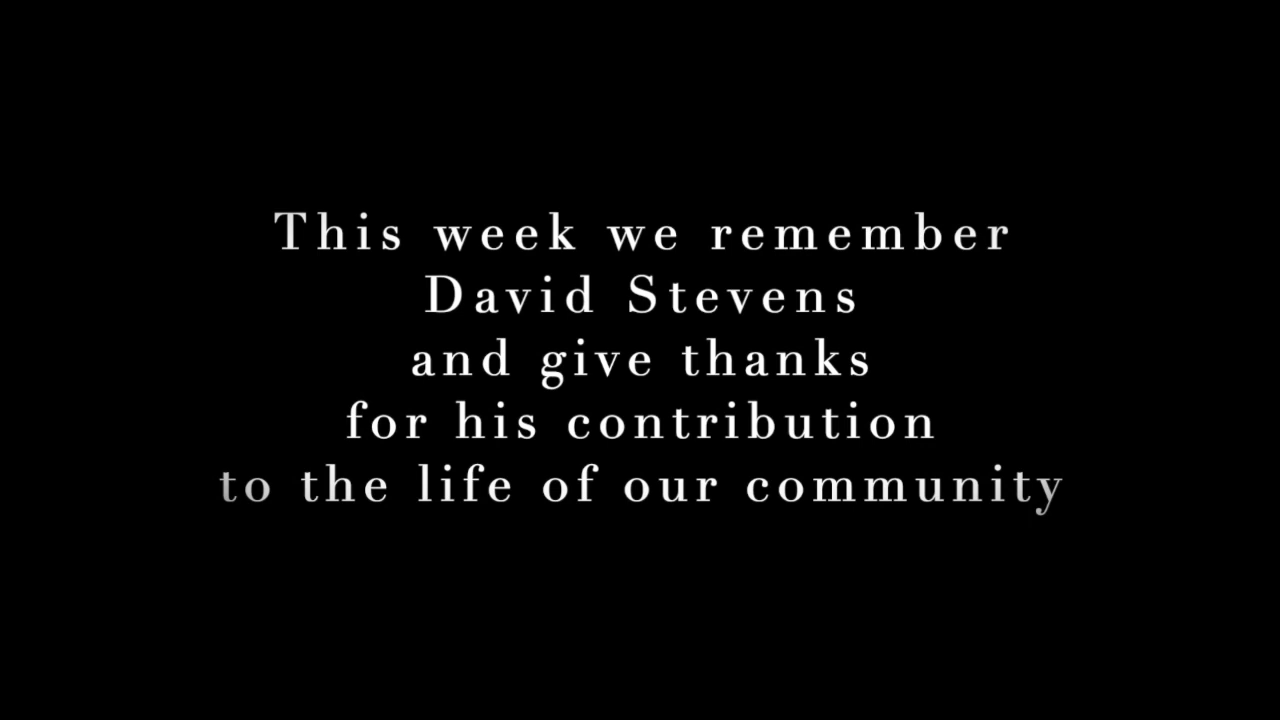 This week we remember
David Stevens
and give thanks
for his contribution
to the life of our community